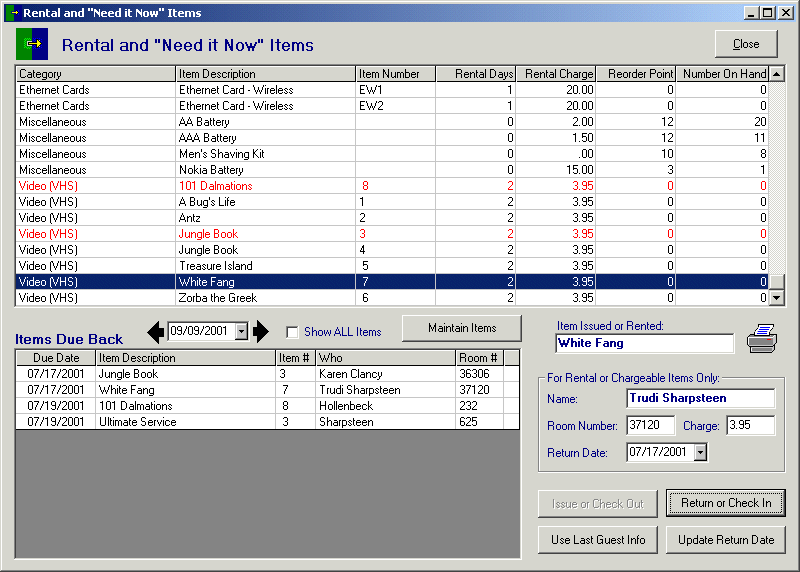 Rental and "Need it Now" Items
Rental and "Need it Now" Items
Close
Category Item Description Item Number Rental Days Rental Charge Reorder Point Number On Hand
Ethernet Cards Ethernet Card - Wireless EW1 1 20.00 0 0
Ethernet Cards Ethernet Card - Wireless EW2 1 20.00 0 0
Miscellaneous AA Battery 0 2.00 12 20
Miscellaneous AAA Battery 0 1.50 12 11
Miscellaneous Men's Shaving Kit 0 .00 10 8
Miscellaneous Nokia Battery 0 15.00 3 1
Video (VHS) 101 Dalmations 8 2 3.95 0 0
Video (VHS) A Bug's Life 1 2 3.95 0 0
Video (VHS) Antz 2 2 3.95 0 0
Video (VHS) Jungle Book 3 2 3.95 0 0
Video (VHS) Jungle Book 4 2 3.95 0 0
Video (VHS) Treasure Island 5 2 3.95 0 0
Video (VHS) White Fang 7 2 3.95 0 0
Video (VHS) Zorba the Greek 6 2 3.95 0 0
Items Due Back 09/09/2001 Show ALL Items Maintain Items
Due Date Item Description Item # Who Room #
07/17/2001 Jungle Book 3 Karen Clancy 36306
07/17/2001 White Fang 7 Trudi Sharpsteen 37120
07/19/2001 101 Dalmations 8 Hollenbeck 232
07/19/2001 Ultimate Service 3 Sharpsteen 625
Item Issued or Rented:
White Fang
For Rental or Chargeable Items Only:
Name: Trudi Sharpsteen
Room Number: 37120 Charge: 3.95
Return Date: 07/17/2001
Issue or Check Out Return or Check In
Use Last Guest Info Update Return Date